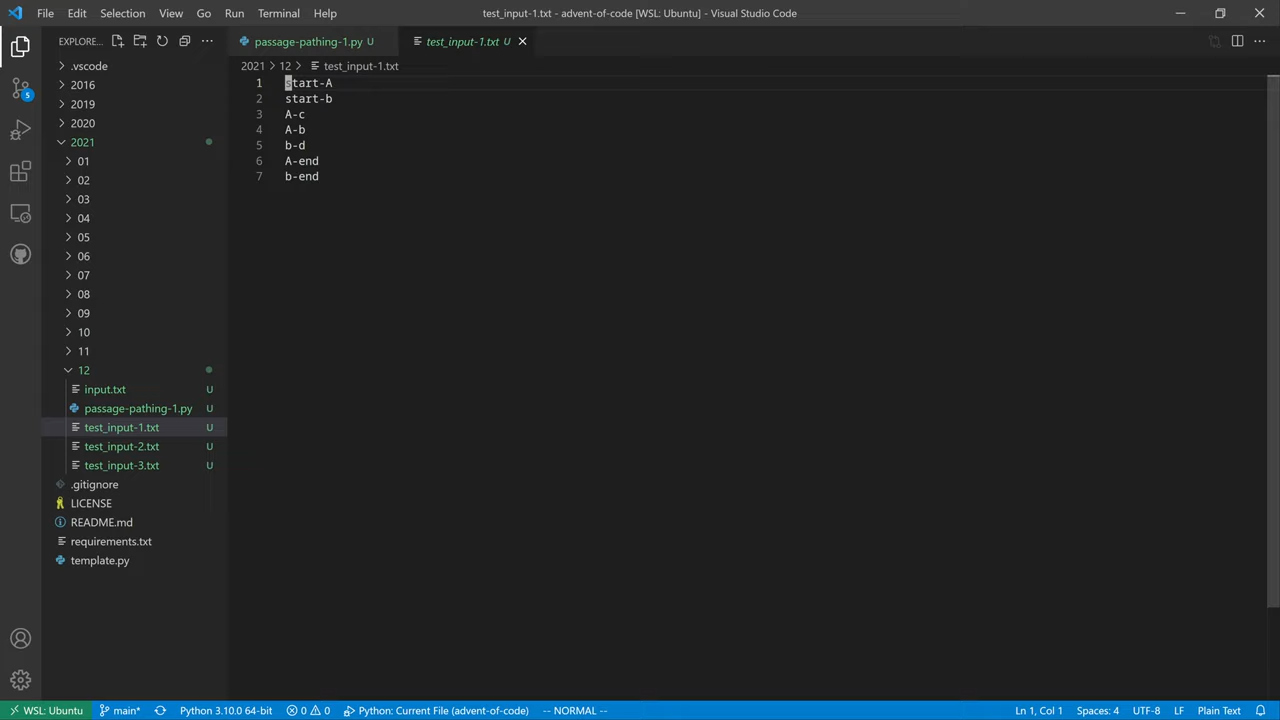 File Edit Selection View Go Run Terminal Help
test_input-1.txt - advent-of-code [WSL: Ubuntu] - Visual Studio Code
EXPLORE...
passage-pathing-1.py U
test_input-1.txt U
2021 > 12 > test_input-1.txt
.vscode
2016
2019
2020
2021
01
02
03
04
05
06
07
08
09
10
11
12
input.txt U
passage-pathing-1.py U
test_input-1.txt U
test_input-2.txt U
test_input-3.txt U
.gitignore
LICENSE
README.md
requirements.txt
template.py
5
1 start-A
2 start-b
3 A-c
4 A-b
5 b-d
6 A-end
7 b-end
WSL: Ubuntu main* Python 3.10.0 64-bit 0 0 Python: Current File (advent-of-code) -- NORMAL -- Ln 1, Col 1 Spaces: 4 UTF-8 LF Plain Text